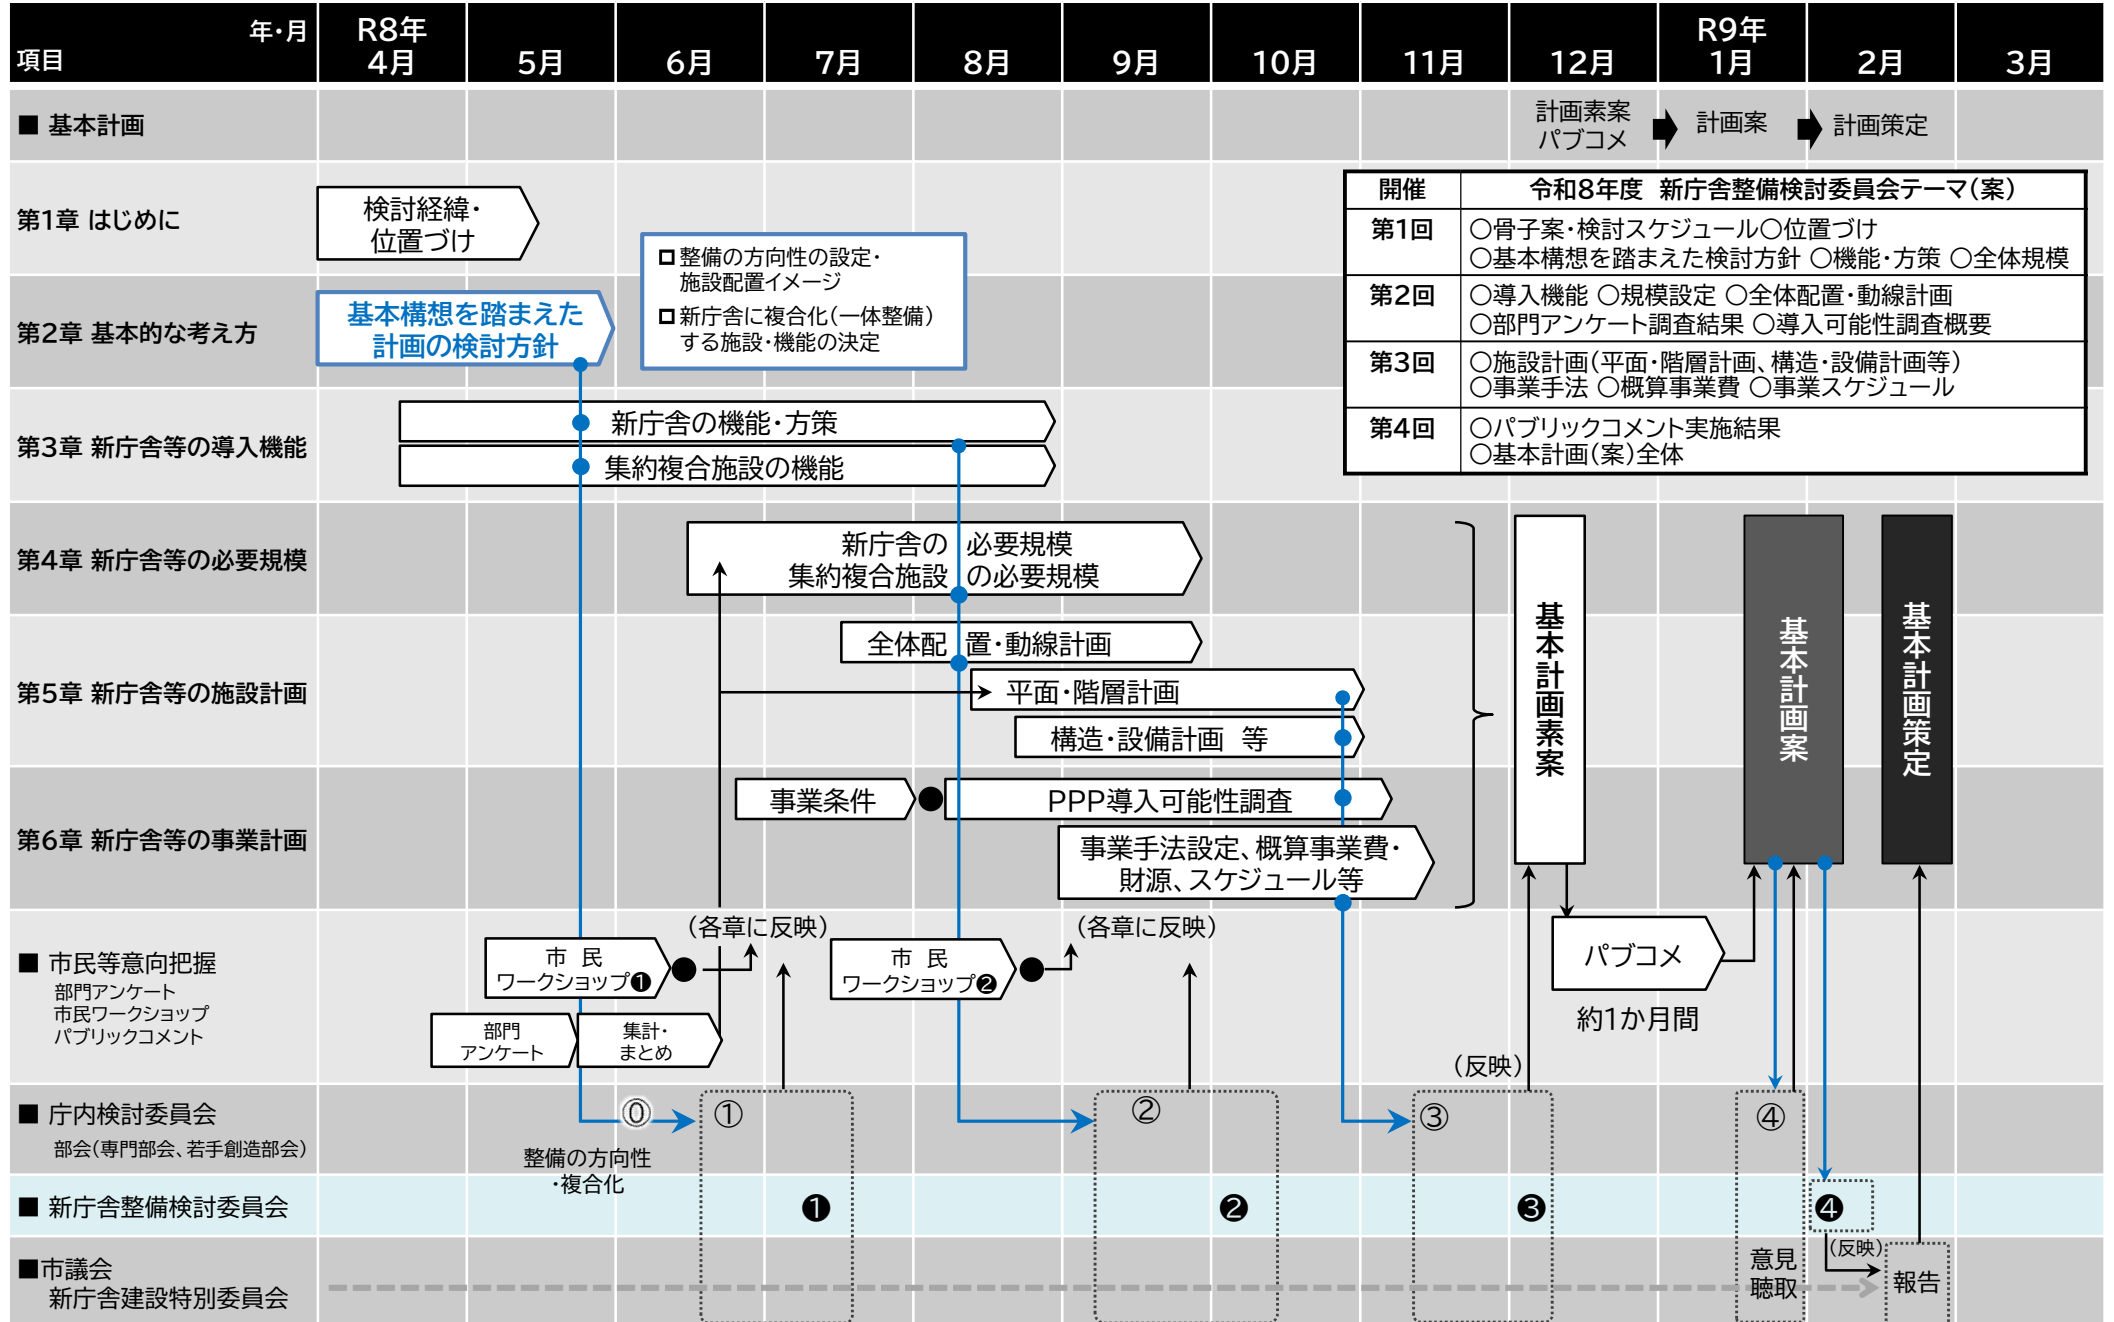 年・月
項目
R8年
4月
5月
6月
7月
8月
9月
10月
11月
12月
R9年
1月
2月
3月
■ 基本計画
計画素案
パブコメ
計画案
計画策定
第1章 はじめに
検討経緯・
位置づけ
第2章 基本的な考え方
基本構想を踏まえた
計画の検討方針
整備の方向性の設定・
施設配置イメージ
新庁舎に複合化(一体整備)
する施設・機能の決定
開催
令和8年度 新庁舎整備検討委員会テーマ(案)
第1回
○骨子案・検討スケジュール○位置づけ
○基本構想を踏まえた検討方針 ○機能・方策 ○全体規模
第2回
○導入機能 ○規模設定 ○全体配置・動線計画
○部門アンケート調査結果 ○導入可能性調査概要
第3回
○施設計画(平面・階層計画、構造・設備計画等)
○事業手法 ○概算事業費 ○事業スケジュール
第4回
○パブリックコメント実施結果
○基本計画(案)全体
第3章 新庁舎等の導入機能
新庁舎の機能・方策
集約複合施設の機能
第4章 新庁舎等の必要規模
新庁舎の 必要規模
集約複合施設 の必要規模
第5章 新庁舎等の施設計画
全体配 置・動線計画
平面・階層計画
構造・設備計画 等
第6章 新庁舎等の事業計画
事業条件
PPP導入可能性調査
事業手法設定、概算事業費・
財源、スケジュール等
基本計画素案
基本計画案
基本計画策定
■ 市民等意向把握
部門アンケート
市民ワークショップ
パブリックコメント
市 民
ワークショップ❶
(各章に反映)
市 民
ワークショップ❷
(各章に反映)
部門
アンケート
集計・
まとめ
パブコメ
約1か月間
(反映)
■ 庁内検討委員会
部会(専門部会、若手創造部会)
⓪
①
②
③
④
整備の方向性
・複合化
■ 新庁舎整備検討委員会
❶
❷
❸
❹
■市議会
新庁舎建設特別委員会
意見
聴取
(反映)
報告